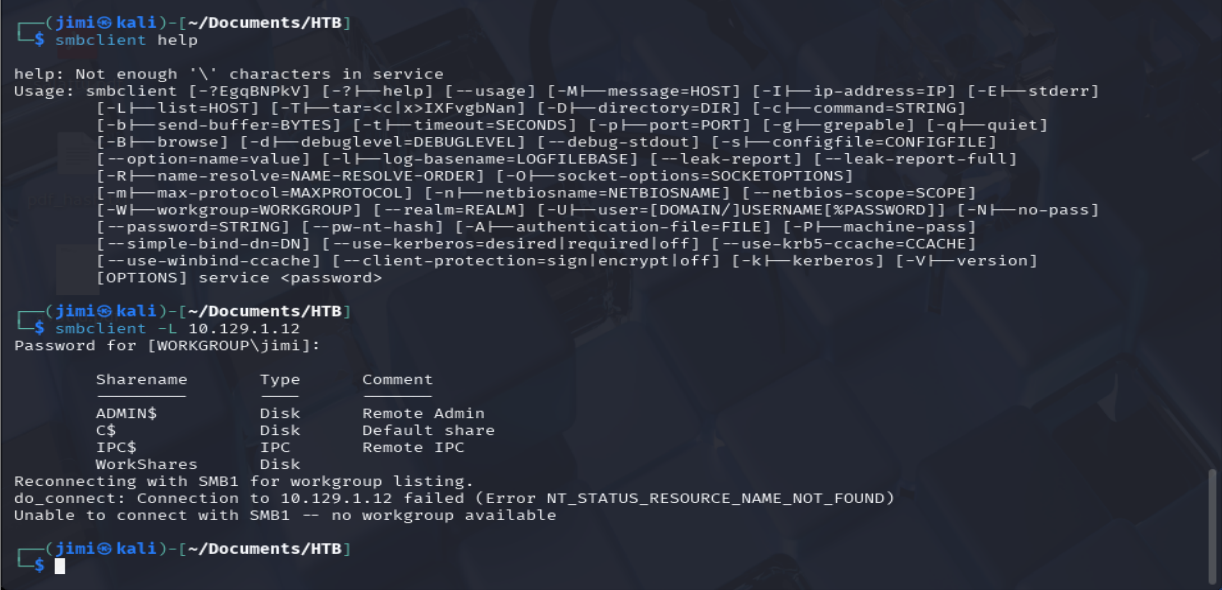 ┌──(jimi㉿kali)-[~/Documents/HTB]
└─$ smbclient help
help: Not enough '\' characters in service
Usage: smbclient [-?EgqBNPkV] [-?|--help] [--usage] [-M|--message=HOST] [-I|--ip-address=IP] [-E|--stderr]
        [-L|--list=HOST] [-T|--tar=<c|x>IXFvgbNan] [-D|--directory=DIR] [-c|--command=STRING]
        [-b|--send-buffer=BYTES] [-t|--timeout=SECONDS] [-p|--port=PORT] [-g|--grepable] [-q|--quiet]
        [-B|--browse] [-d|--debuglevel=DEBUGLEVEL] [--debug-stdout] [-s|--configfile=CONFIGFILE]
        [--option=name=value] [-l|--log-basename=LOGFILEBASE] [--leak-report] [--leak-report-full]
        [-R|--name-resolve=NAME-RESOLVE-ORDER] [-O|--socket-options=SOCKETOPTIONS]
        [-m|--max-protocol=MAXPROTOCOL] [-n|--netbiosname=NETBIOSNAME] [--netbios-scope=SCOPE]
        [-W|--workgroup=WORKGROUP] [--realm=REALM] [-U|--user=[DOMAIN/]USERNAME[%PASSWORD]] [-N|--no-pass]
        [--password=STRING] [--pw-nt-hash] [-A|--authentication-file=FILE] [-P|--machine-pass]
        [--simple-bind-dn=DN] [--use-kerberos=desired|required|off] [--use-krb5-ccache=CCACHE]
        [--use-winbind-ccache] [--client-protection=sign|encrypt|off] [-k|--kerberos] [-V|--version]
        [OPTIONS] service <password>
┌──(jimi㉿kali)-[~/Documents/HTB]
└─$ smbclient -L 10.129.1.12
Password for [WORKGROUP\jimi]:
        Sharename       Type      Comment
        ---------       ----      -------
        ADMIN$          Disk      Remote Admin
        C$              Disk      Default share
        IPC$            IPC       Remote IPC
        WorkShares      Disk
Reconnecting with SMB1 for workgroup listing.
do_connect: Connection to 10.129.1.12 failed (Error NT_STATUS_RESOURCE_NAME_NOT_FOUND)
Unable to connect with SMB1 -- no workgroup available
┌──(jimi㉿kali)-[~/Documents/HTB]
└─$